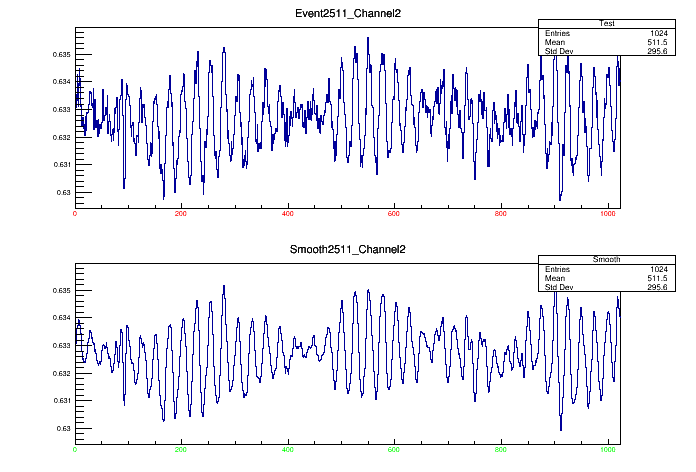 Event2511_Channel2
Test
Entries 1024
Mean 511.5
Std Dev 295.6
0.635
0.634
0.633
0.632
0.631
0.63
0 200 400 600 800 1000
Smooth2511_Channel2
Smooth
Entries 1024
Mean 511.5
Std Dev 295.6
0.635
0.634
0.633
0.632
0.631
0.63
0 200 400 600 800 1000